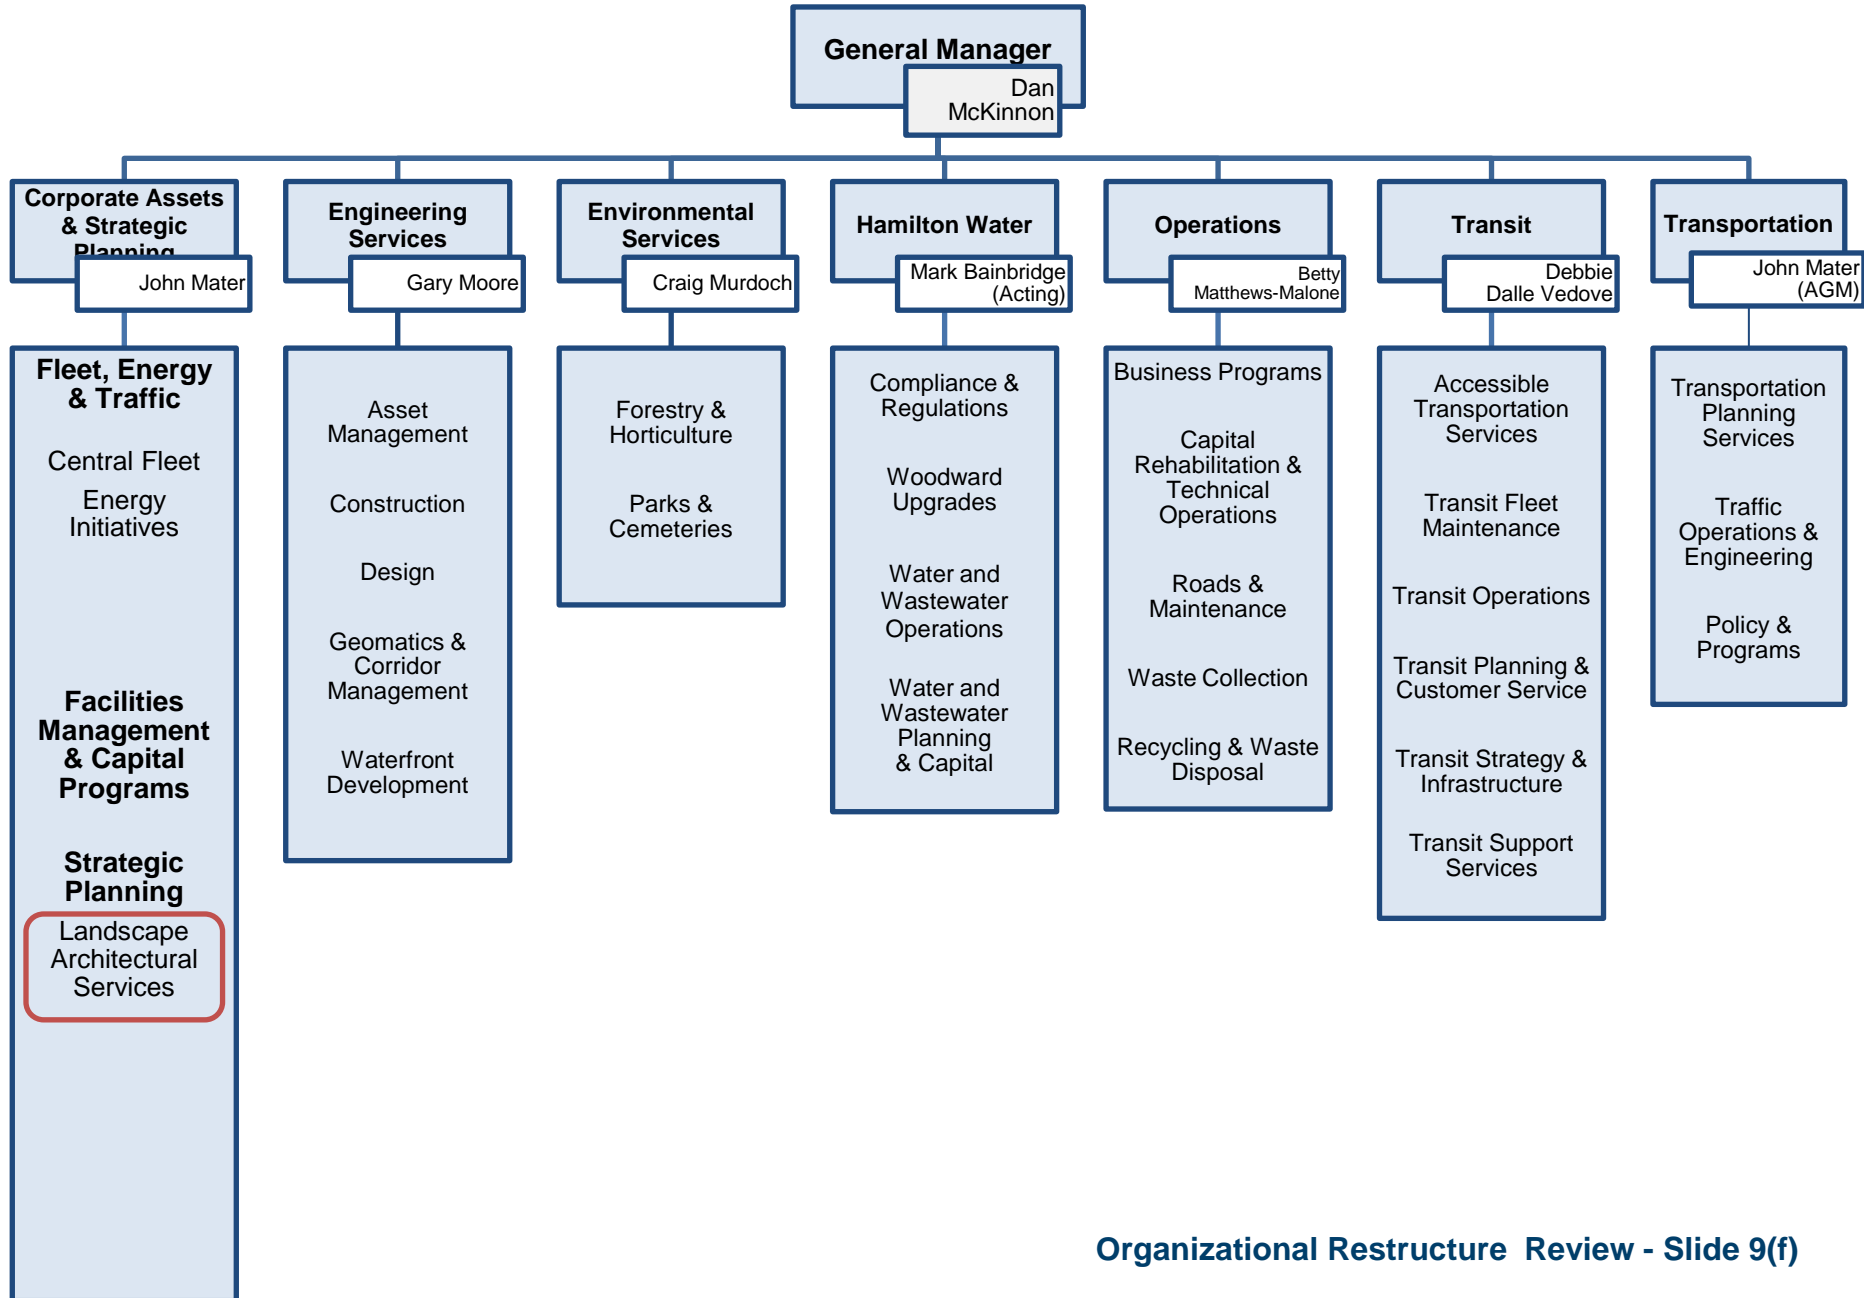 General Manager
Dan
McKinnon
Corporate Assets
& Strategic
Planning
John Mater
Engineering
Services
Gary Moore
Environmental
Services
Craig Murdoch
Hamilton Water
Mark Bainbridge
(Acting)
Operations
Betty
Matthews-Malone
Transit
Debbie
Dalle Vedove
Transportation
John Mater
(AGM)
Fleet, Energy
& Traffic
Central Fleet
Energy
Initiatives
Facilities
Management
& Capital
Programs
Strategic
Planning
Landscape
Architectural
Services
Asset
Management
Construction
Design
Geomatics &
Corridor
Management
Waterfront
Development
Forestry &
Horticulture
Parks &
Cemeteries
Compliance &
Regulations
Woodward
Upgrades
Water and
Wastewater
Operations
Water and
Wastewater
Planning
& Capital
Business Programs
Capital
Rehabilitation &
Technical
Operations
Roads &
Maintenance
Waste Collection
Recycling & Waste
Disposal
Accessible
Transportation
Services
Transit Fleet
Maintenance
Transit Operations
Transit Planning &
Customer Service
Transit Strategy &
Infrastructure
Transit Support
Services
Transportation
Planning
Services
Traffic
Operations &
Engineering
Policy &
Programs
Organizational Restructure Review - Slide 9(f)